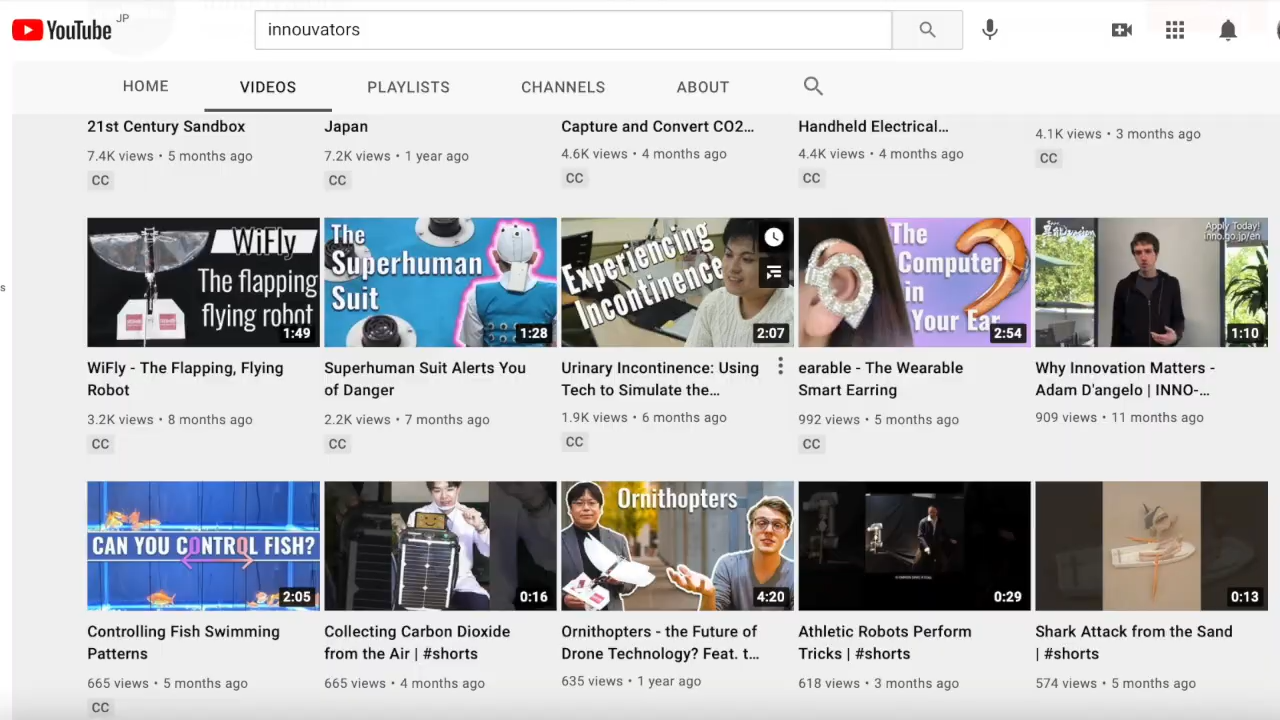 YouTube JP
innouvators
HOME VIDEOS PLAYLISTS CHANNELS ABOUT
21st Century Sandbox
7.4K views • 5 months ago
CC
Japan
7.2K views • 1 year ago
CC
Capture and Convert CO2...
4.6K views • 4 months ago
CC
Handheld Electrical...
4.4K views • 4 months ago
CC
4.1K views • 3 months ago
CC
s
WiFly
The flapping
flying robot
1:49
WiFly - The Flapping, Flying
Robot
3.2K views • 8 months ago
CC
The
Superhuman
Suit
1:28
Superhuman Suit Alerts You
of Danger
2.2K views • 7 months ago
CC
Experiencing
Incontinence
2:07
Urinary Incontinence: Using
Tech to Simulate the...
1.9K views • 6 months ago
CC
The
Computer
in
Your Ear
2:54
earable - The Wearable
Smart Earring
992 views • 5 months ago
CC
Apply Today!
inno.go.jp/en
1:10
Why Innovation Matters -
Adam D'angelo | INNO-...
909 views • 11 months ago
CAN YOU CONTROL FISH?
2:05
Controlling Fish Swimming
Patterns
665 views • 5 months ago
CC
0:16
Collecting Carbon Dioxide
from the Air | #shorts
665 views • 4 months ago
Ornithopters
4:20
Ornithopters - the Future of
Drone Technology? Feat. t...
635 views • 1 year ago
0:29
Athletic Robots Perform
Tricks | #shorts
618 views • 3 months ago
0:13
Shark Attack from the Sand
| #shorts
574 views • 5 months ago